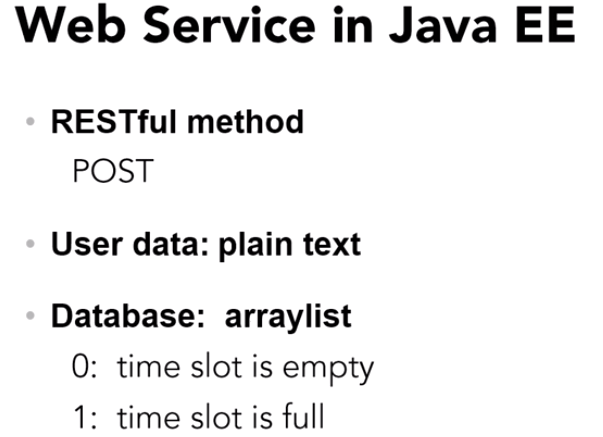 Web Service in Java EE
• RESTful method
POST
• User data: plain text
• Database: arraylist
0: time slot is empty
1: time slot is full